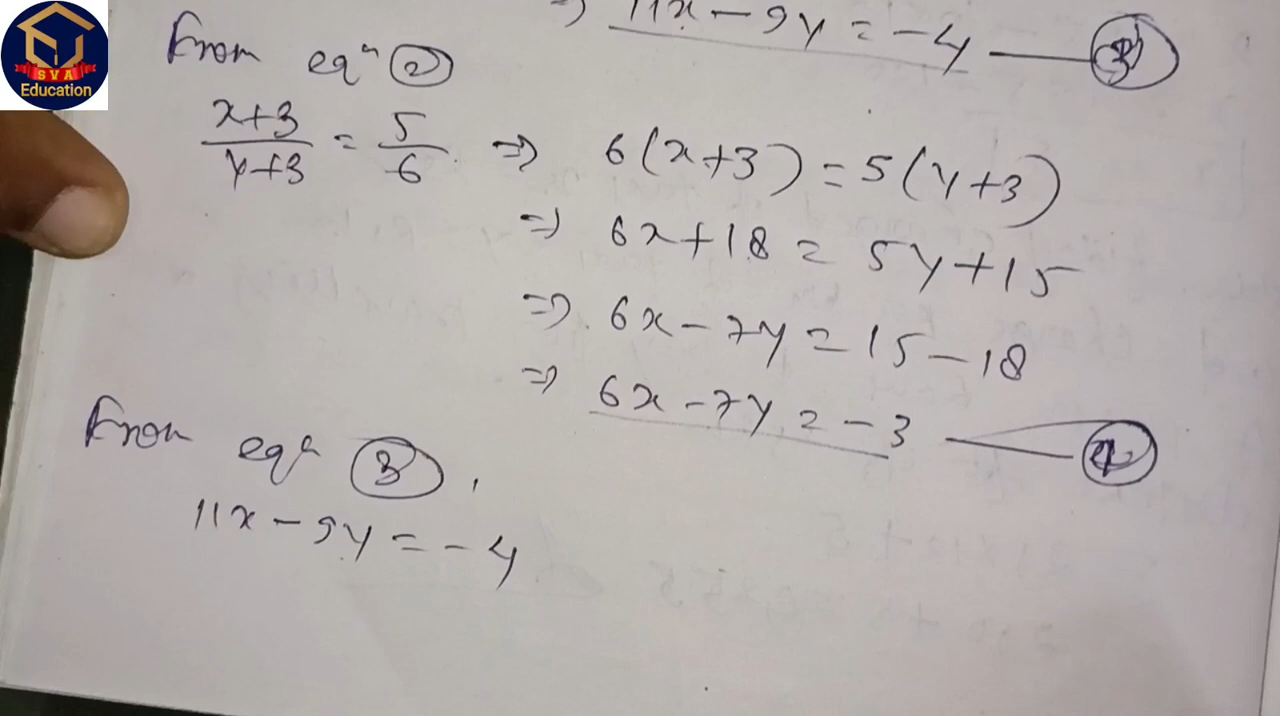 SVA
Education
⇒ 11x - 9y = -4 — (3)
From eqn (2)
x+3/y+3 = 5/6 ⇒ 6(x+3) = 5(y+3)
⇒ 6x+18 = 5y+15
⇒ 6x - 7y = 15 - 18
⇒ 6x - 7y = -3 — (4)
From eqn (3),
11x - 9y = -4